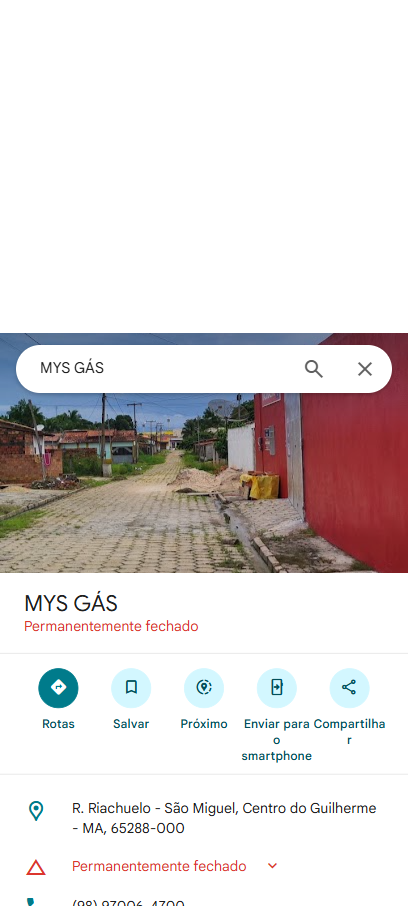 MYS GÁS
MYS GÁS
Permanentemente fechado
Rotas
Salvar
Próximo
Enviar para
o
smartphone
Compartilha
r
R. Riachuelo - São Miguel, Centro do Guilherme
- MA, 65288-000
Permanentemente fechado
(98) 97006-4700